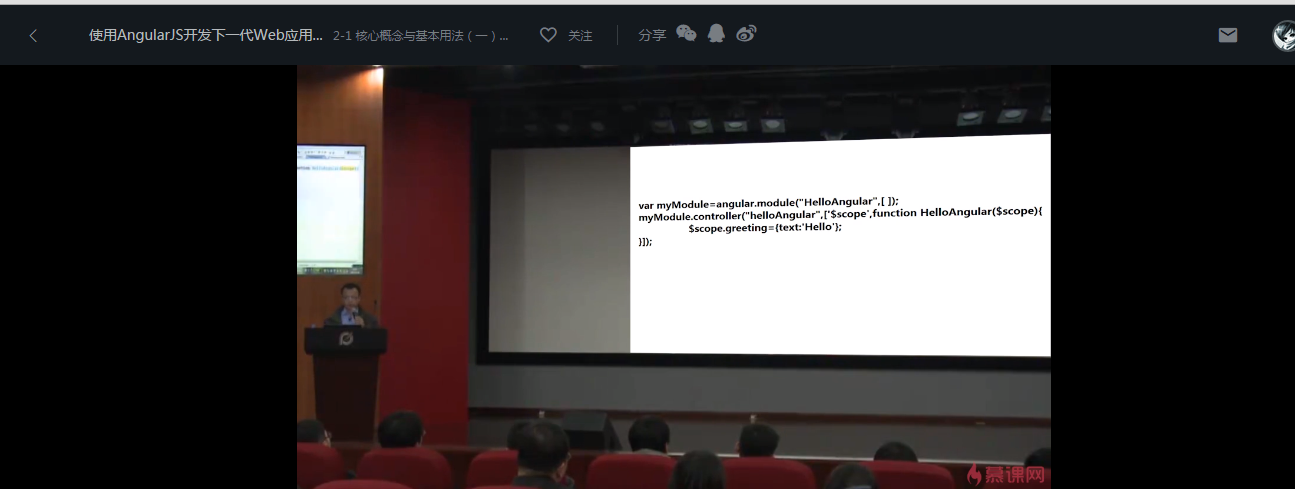 使用AngularJS开发下一代Web应用... 2-1 核心概念与基本用法（一）... 关注 分享
var myModule=angular.module("HelloAngular",[ ]);
myModule.controller("helloAngular",['$scope',function HelloAngular($scope){
$scope.greeting={text:'Hello'};
}]);
慕课网